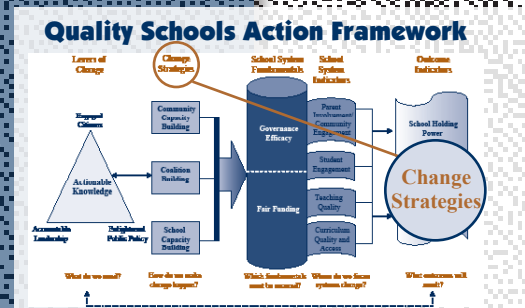 Quality Schools Action Framework
Levers of
Change
Change
Strategies
School System
Fundamentals
School
System
Indicators
Outcome
Indicators
Engaged
Citizens
Actionable
Knowledge
Accountable
Leadership
Enlightened
Public Policy
Community
Capacity
Building
Coalition
Building
School
Capacity
Building
Governance
Efficacy
Fair Funding
Parent
Involvement/
Community
Engagement
Student
Engagement
Teaching
Quality
Curriculum
Quality and
Access
School Holding
Power
Change
Strategies
What do we need?
How do we make
change happen?
Which fundamentals
must be secured?
Where do we focus
systems change?
What outcomes will
result?